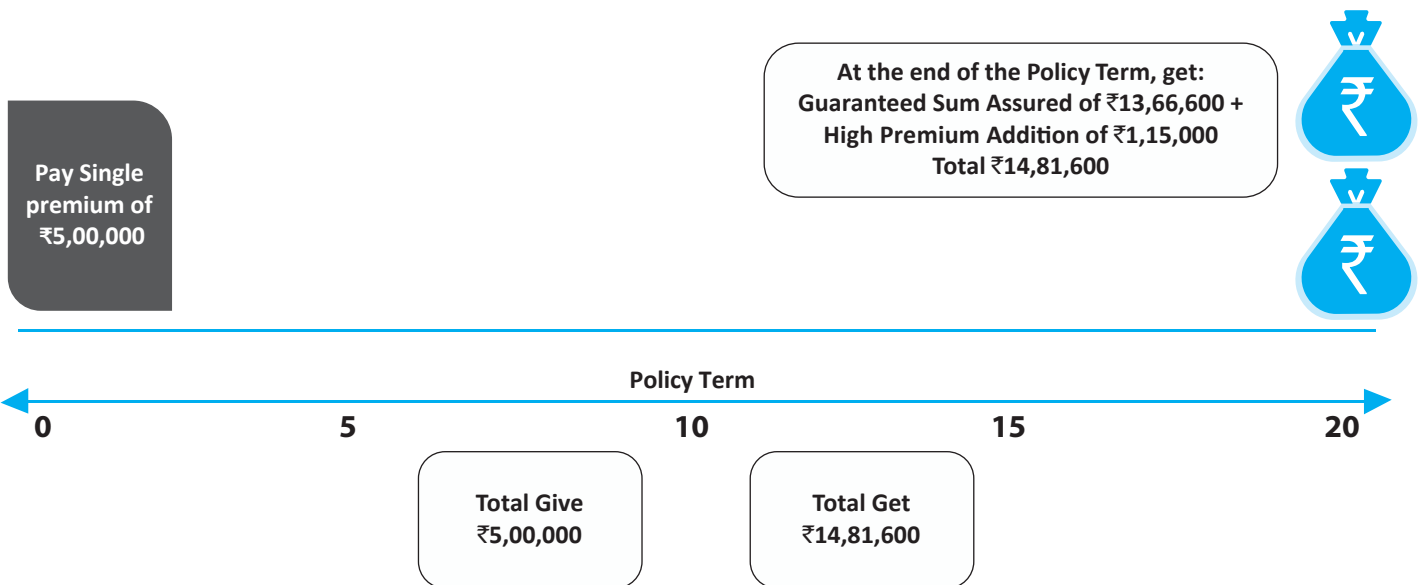 Pay Single
premium of
₹5,00,000
At the end of the Policy Term, get:
Guaranteed Sum Assured of ₹13,66,600 +
High Premium Addition of ₹1,15,000
Total ₹14,81,600
₹
₹
Policy Term
0 5 10 15 20
Total Give
₹5,00,000
Total Get
₹14,81,600